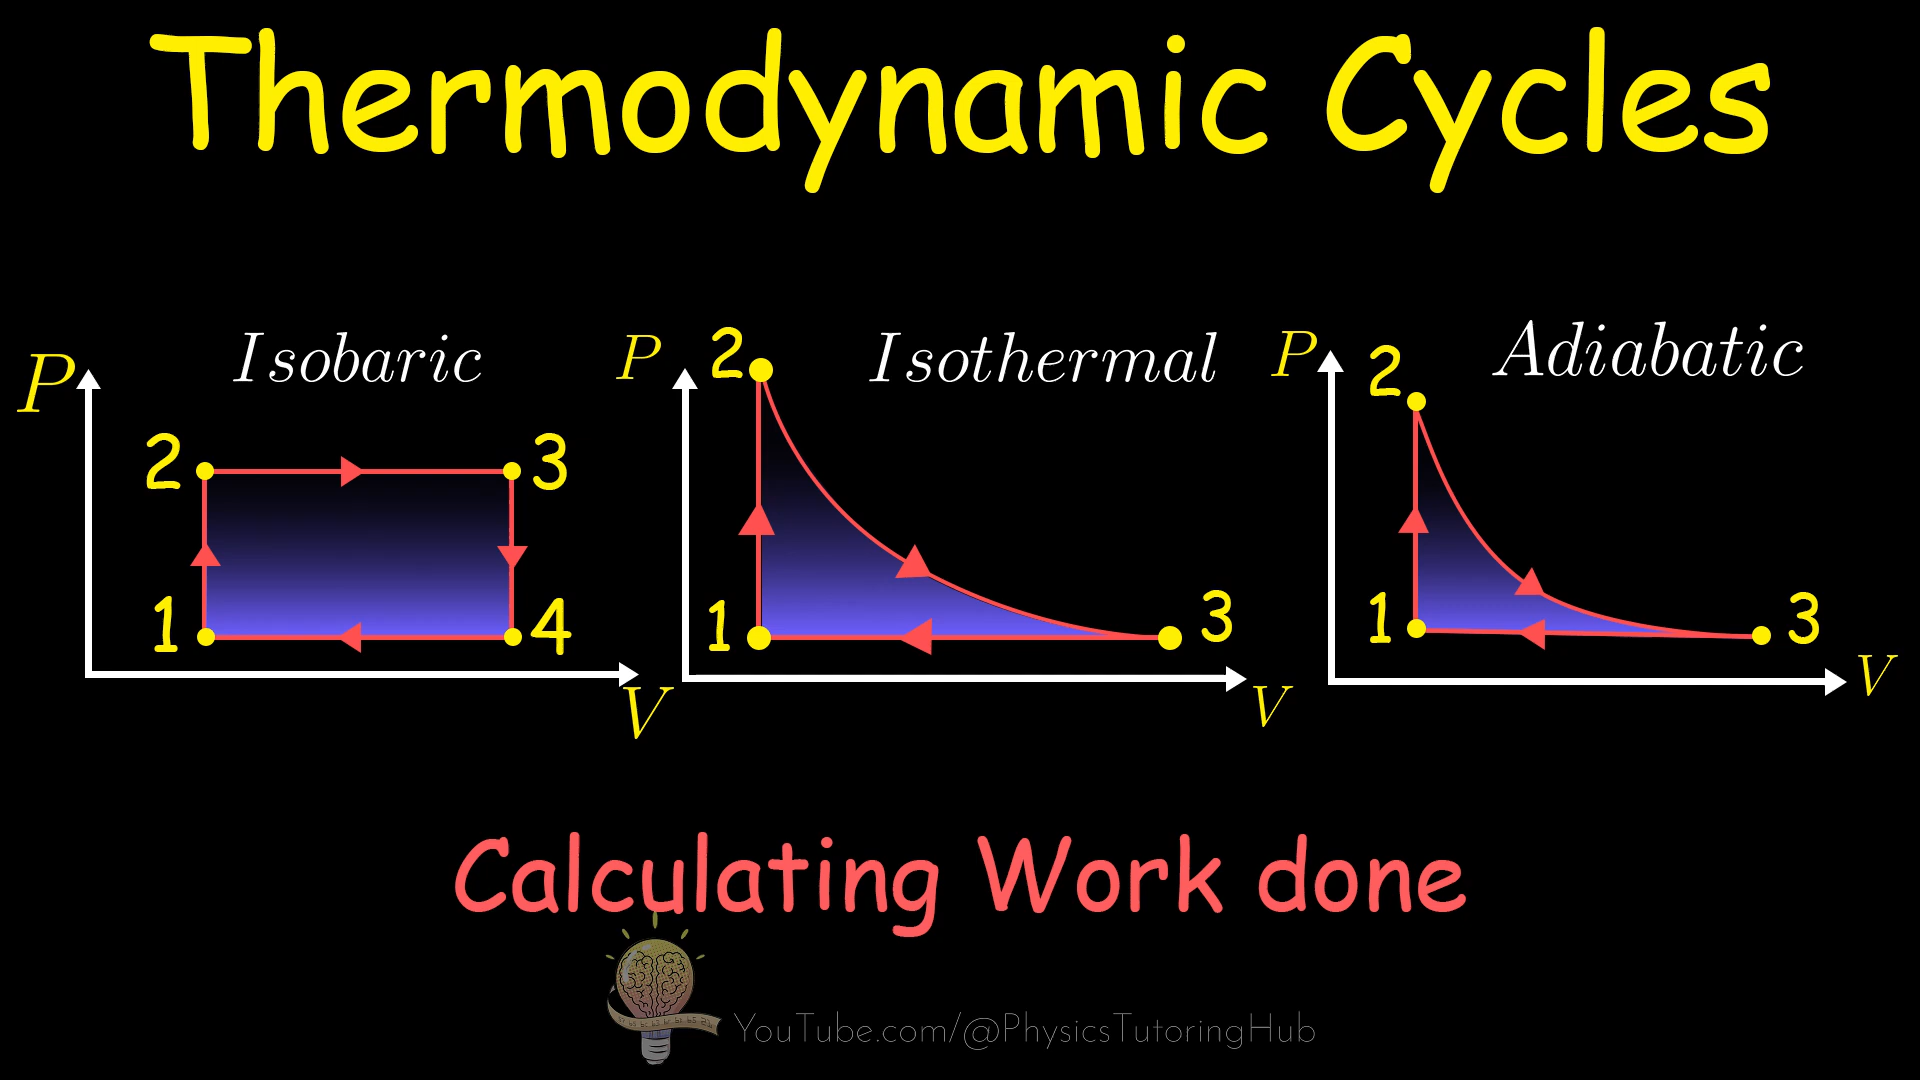 Thermodynamic Cycles
Isobaric
P
2
3
1
4
V
Isothermal
P
2
1
3
V
Adiabatic
P
2
1
3
V
Calculating Work done
YouTube.com/@PhysicsTutoringHub